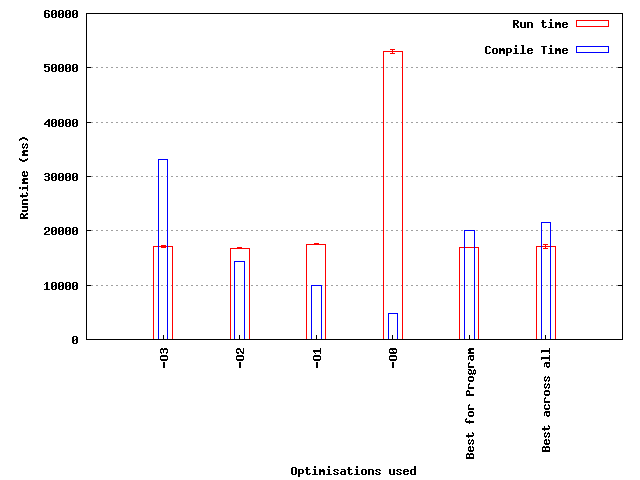 Run time
Compile Time
60000
50000
40000
30000
20000
10000
0
Runtime (ms)
-O3
-O2
-O1
-O0
Best for Program
Best across all
Optimisations used